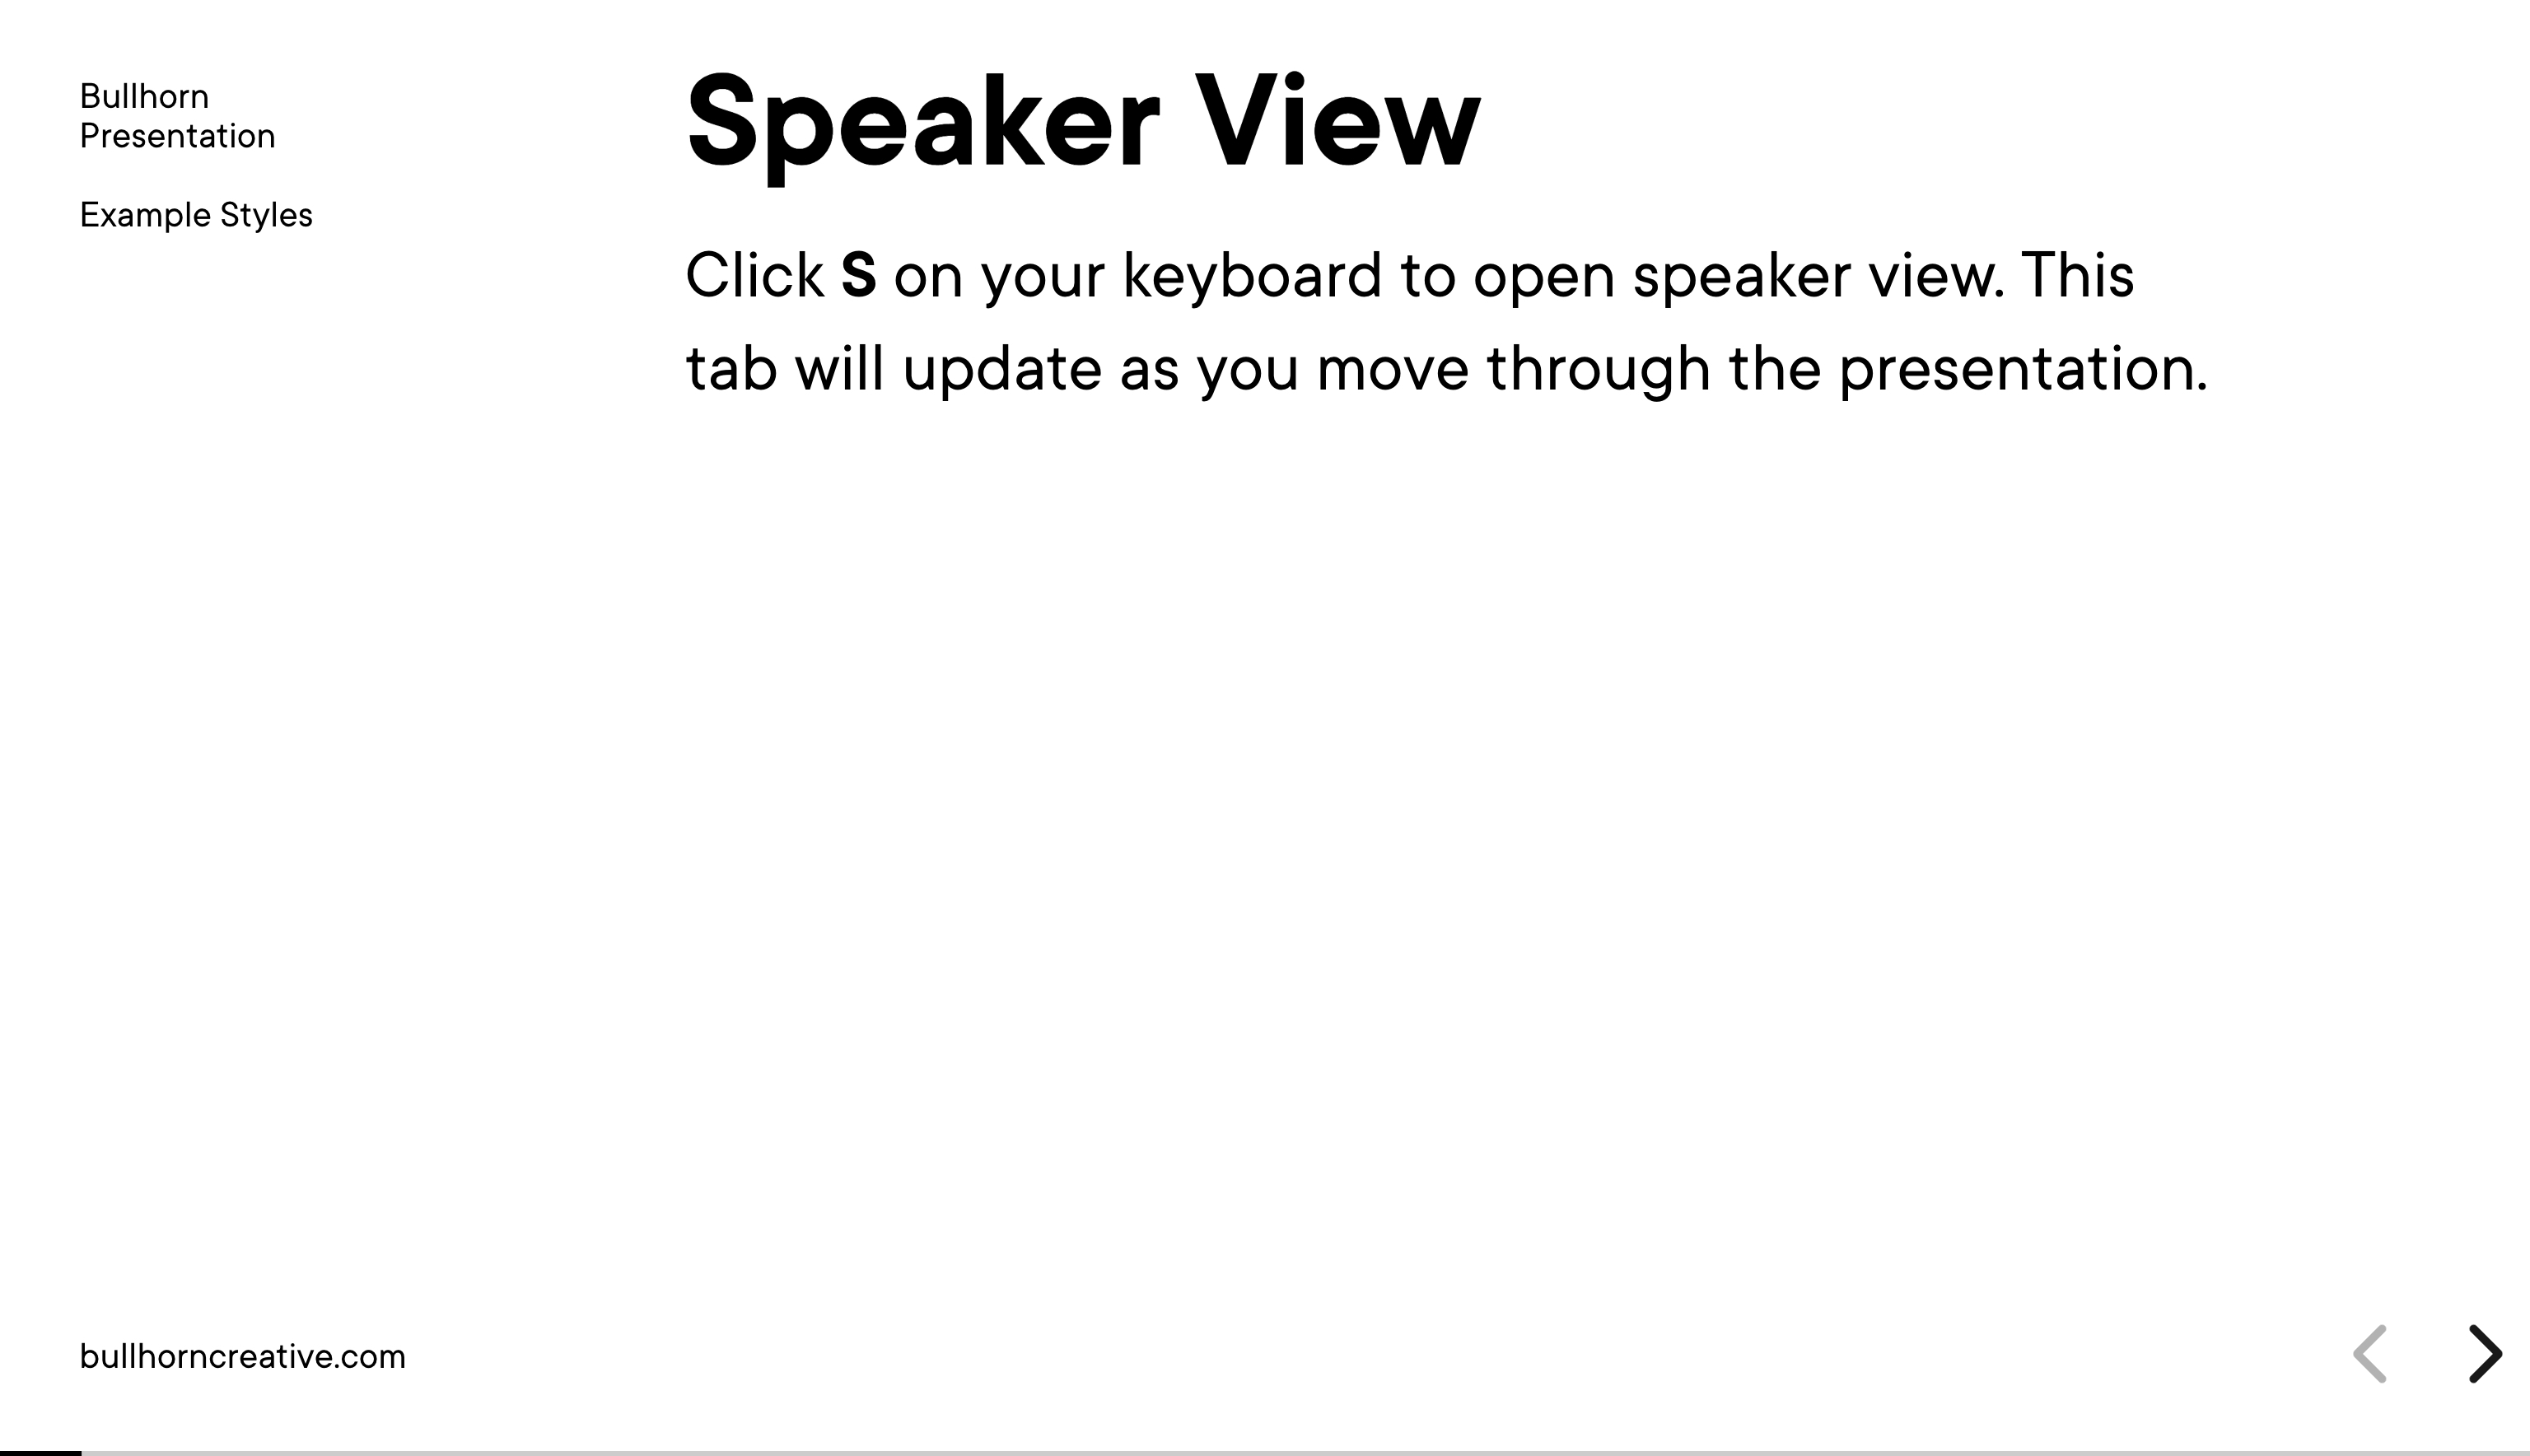 Bullhorn
Presentation
Example Styles
Speaker View
Click S on your keyboard to open speaker view. This
tab will update as you move through the presentation.
bullhorncreative.com